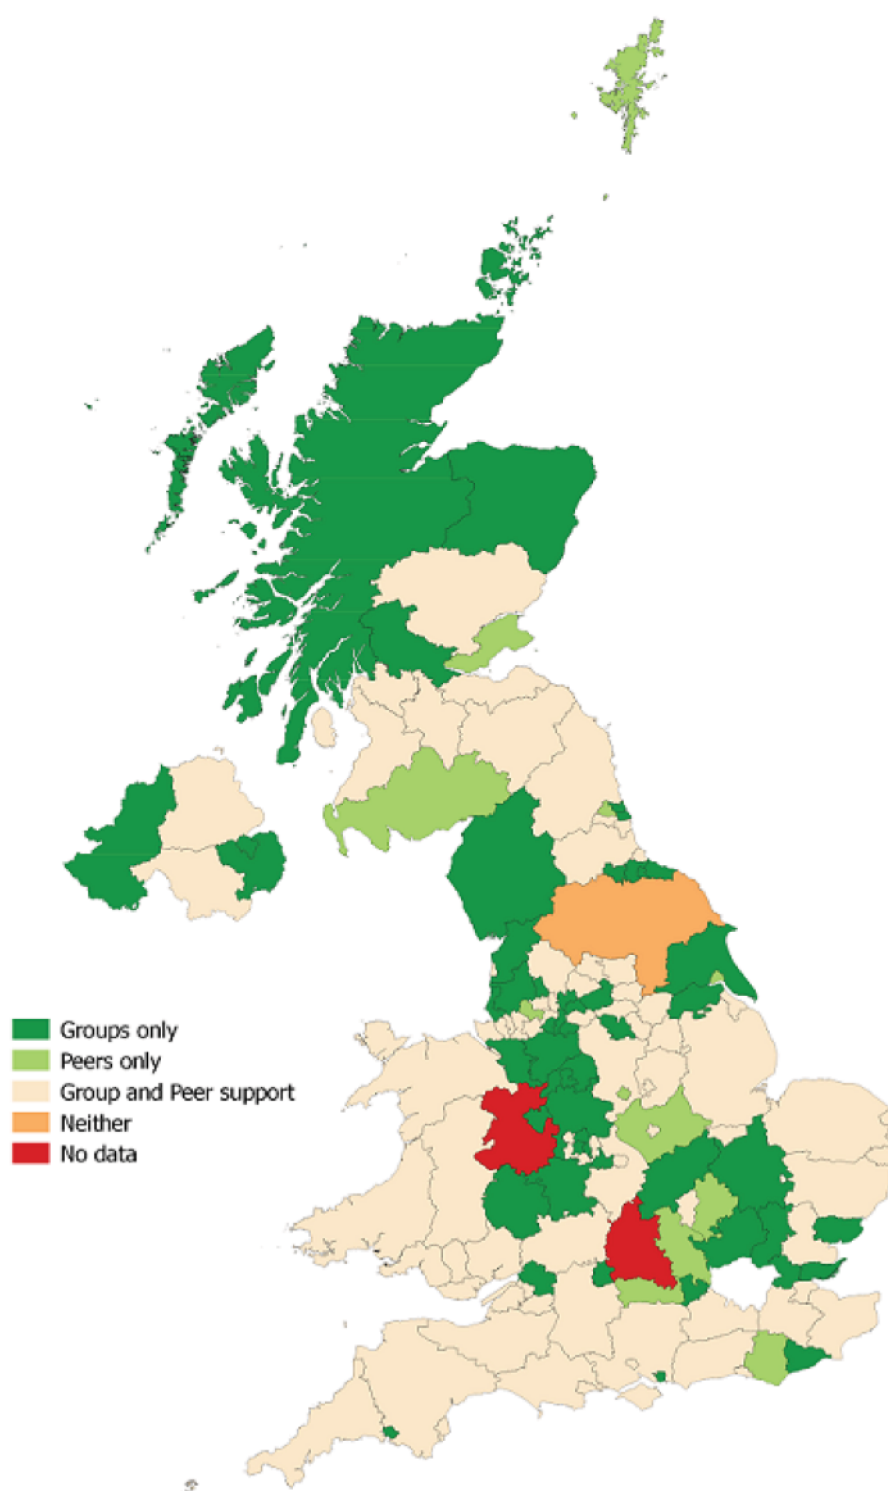 Groups only
Peers only
Group and Peer support
Neither
No data